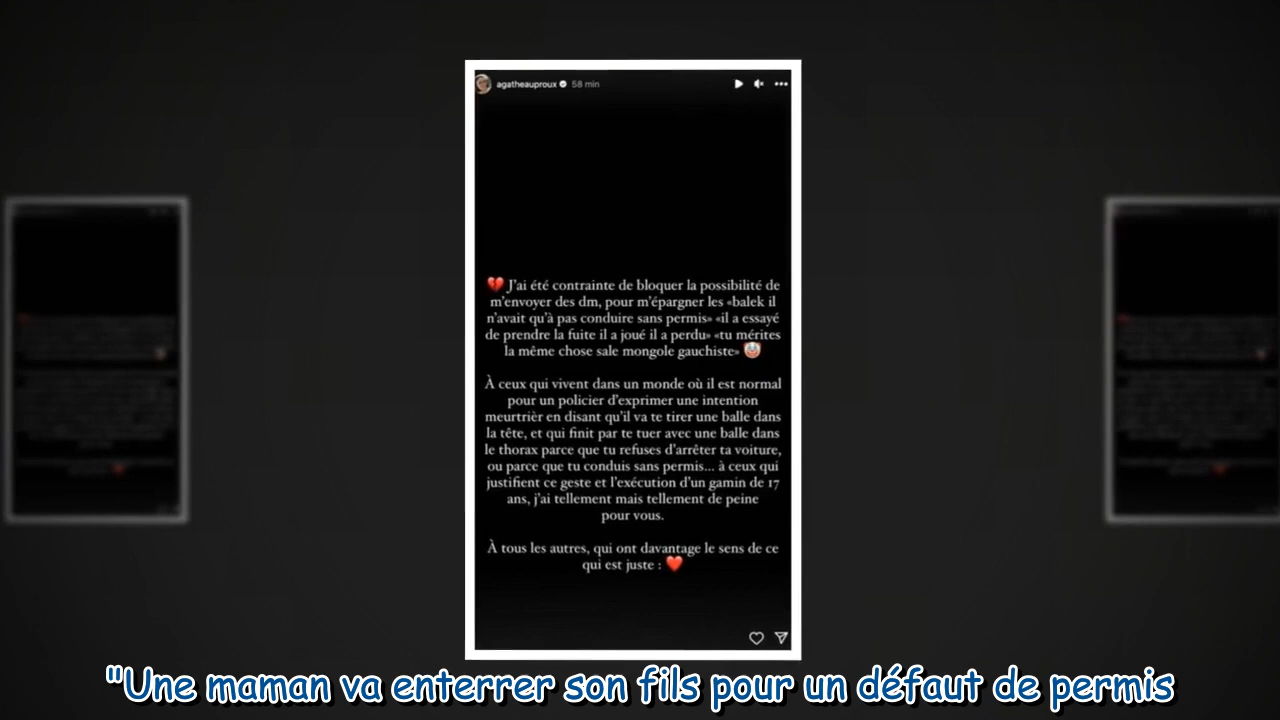 agatheauproux 58 min
💔 J'ai été contrainte de bloquer la possibilité de
m'envoyer des dm, pour m'épargner les «balek il
n'avait qu'à pas conduire sans permis» «il a essayé
de prendre la fuite il a joué il a perdu» «tu mérites
la même chose sale mongole gauchiste» 🤡
À ceux qui vivent dans un monde où il est normal
pour un policier d'exprimer une intention
meurtrièr en disant qu'il va te tirer une balle dans
la tête, et qui finit par te tuer avec une balle dans
le thorax parce que tu refuses d'arrêter ta voiture,
ou parce que tu conduis sans permis... à ceux qui
justifient ce geste et l'exécution d'un gamin de 17
ans, j'ai tellement mais tellement de peine
pour vous.
À tous les autres, qui ont davantage le sens de ce
qui est juste : ❤️
"Une maman va enterrer son fils pour un défaut de permis